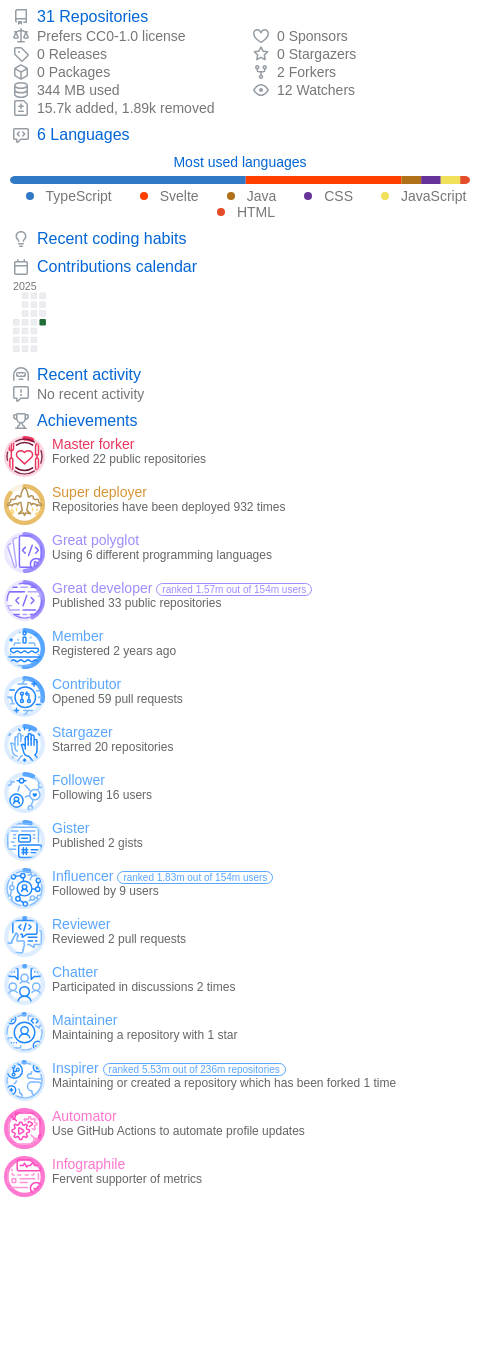 31 Repositories
Prefers CC0-1.0 license
0 Sponsors
0 Releases
0 Stargazers
0 Packages
2 Forkers
344 MB used
12 Watchers
15.7k added, 1.89k removed
6 Languages
Most used languages
TypeScript Svelte Java CSS JavaScript
HTML
Recent coding habits
Contributions calendar
2025
Recent activity
No recent activity
Achievements
Master forker
Forked 22 public repositories
Super deployer
Repositories have been deployed 932 times
Great polyglot
Using 6 different programming languages
Great developer ranked 1.57m out of 154m users
Published 33 public repositories
Member
Registered 2 years ago
Contributor
Opened 59 pull requests
Stargazer
Starred 20 repositories
Follower
Following 16 users
Gister
Published 2 gists
Influencer ranked 1.83m out of 154m users
Followed by 9 users
Reviewer
Reviewed 2 pull requests
Chatter
Participated in discussions 2 times
Maintainer
Maintaining a repository with 1 star
Inspirer ranked 5.53m out of 236m repositories
Maintaining or created a repository which has been forked 1 time
Automator
Use GitHub Actions to automate profile updates
Infographile
Fervent supporter of metrics